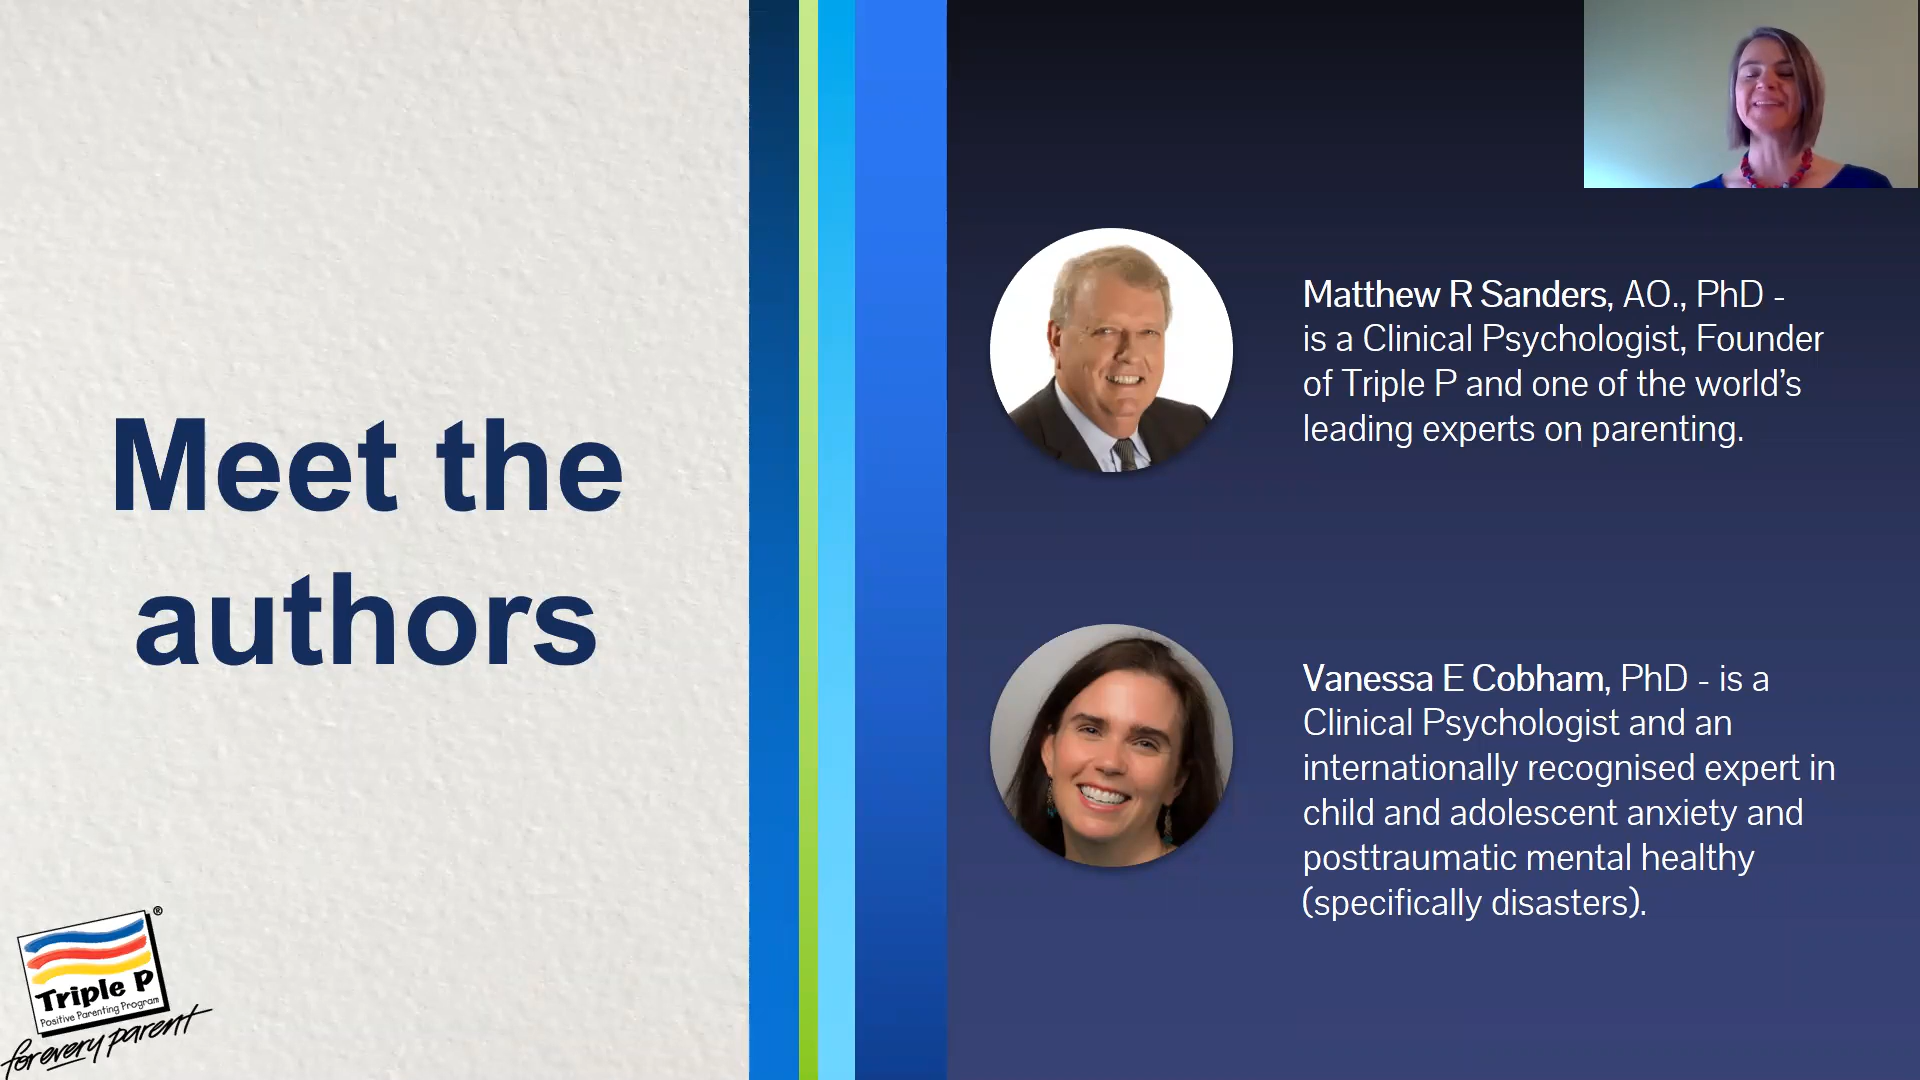 Meet the
authors
Matthew R Sanders, AO., PhD -
is a Clinical Psychologist, Founder
of Triple P and one of the world’s
leading experts on parenting.
Vanessa E Cobham, PhD - is a
Clinical Psychologist and an
internationally recognised expert in
child and adolescent anxiety and
posttraumatic mental healthy
(specifically disasters).
®
Triple P
Positive Parenting Program
for every parent